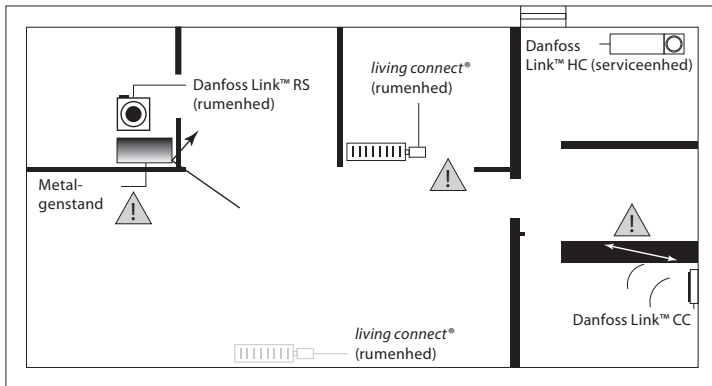 Danfoss Link™ RS
(rumenhed)
living connect®
(rumenhed)
Danfoss
Link™ HC (serviceenhed)
Metal-
genstand
!
!
!
Danfoss Link™ CC
living connect®
(rumenhed)